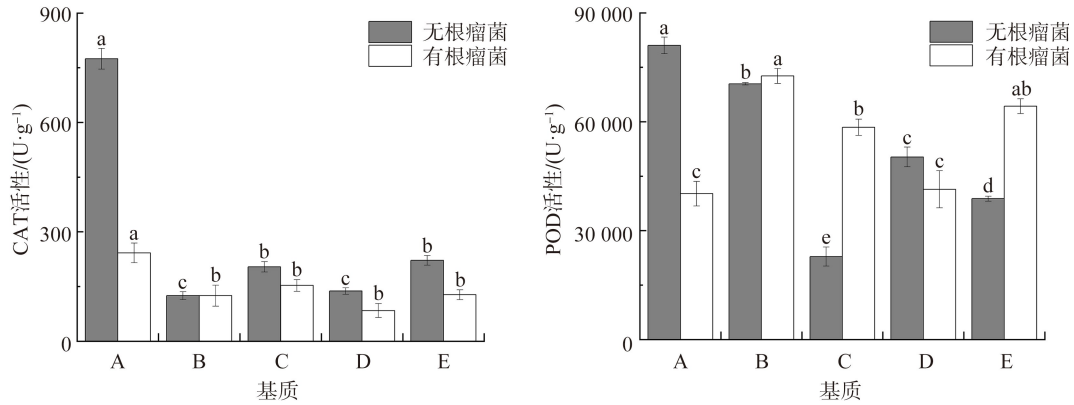 900
600
300
0
CAT活性/(U·g⁻¹)
无根瘤菌
有根瘤菌
a
a
c
b
b
b
c
b
b
b
A B C D E
基质
90 000
60 000
30 000
0
POD活性/(U·g⁻¹)
无根瘤菌
有根瘤菌
a
c
b
a
e
b
c
c
d
ab
A B C D E
基质